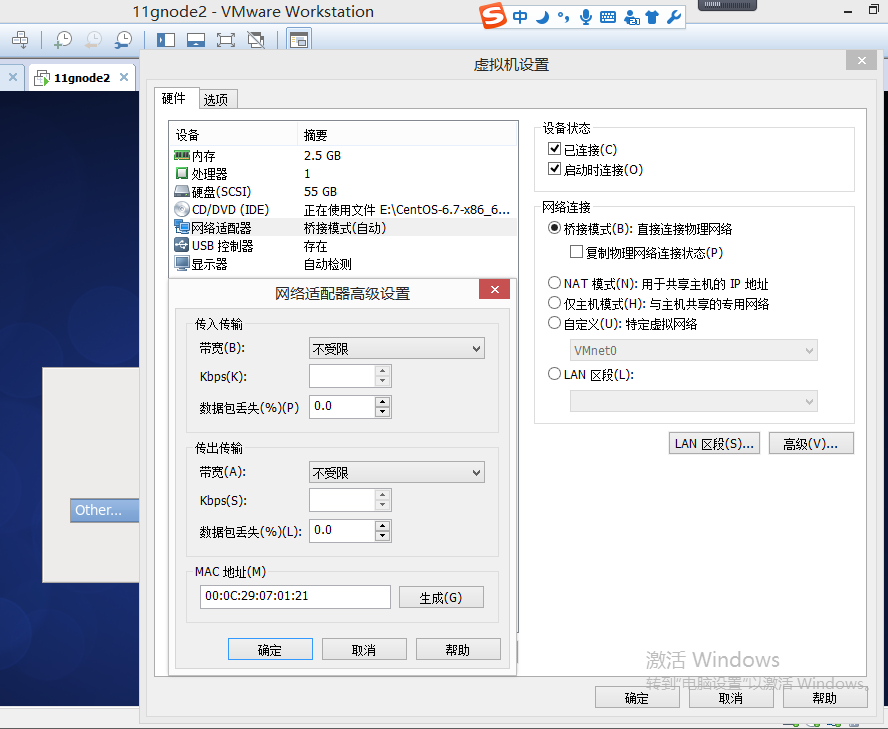 11gnode2 - VMware Workstation
中
11gnode2
虚拟机设置
硬件 选项
设备 摘要
内存 2.5 GB
处理器 1
硬盘(SCSI) 55 GB
CD/DVD (IDE) 正在使用文件 E:\CentOS-6.7-x86_6...
网络适配器 桥接模式(自动)
USB 控制器 存在
显示器 自动检测
设备状态
已连接(C)
启动时连接(O)
网络连接
桥接模式(B): 直接连接物理网络
复制物理网络连接状态(P)
NAT 模式(N): 用于共享主机的 IP 地址
仅主机模式(H): 与主机共享的专用网络
自定义(U): 特定虚拟网络
VMnet0
LAN 区段(L):
LAN 区段(S)... 高级(V)...
网络适配器高级设置
传入传输
带宽(B): 不受限
Kbps(K):
数据包丢失(%)(P) 0.0
传出传输
带宽(A): 不受限
Kbps(S):
数据包丢失(%)(L): 0.0
MAC 地址(M)
00:0C:29:07:01:21 生成(G)
确定 取消 帮助
Other...
激活 Windows
转到"电脑设置"以激活 Windows。
确定 取消 帮助